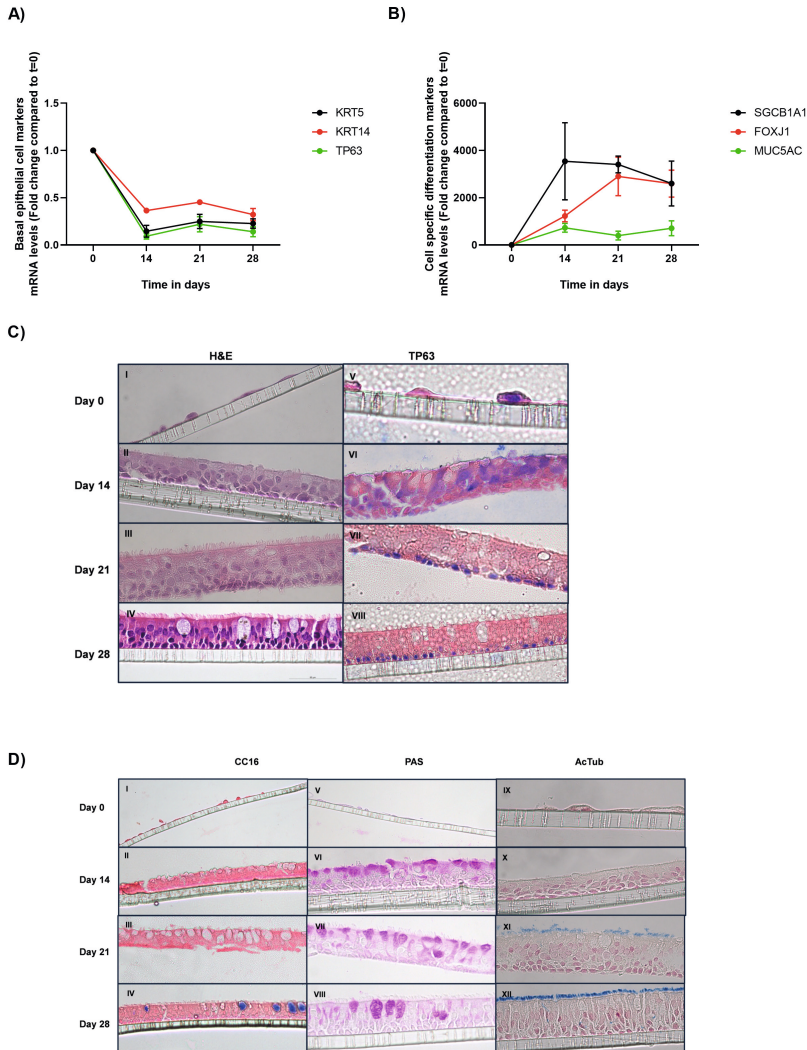 A)
B)
Basal epithelial cell markers
mRNA levels (Fold change compared to t=0)
1.5
1.0
0.5
0.0
0
14
21
28
Time in days
KRT5
KRT14
TP63
Cell specific differentiation markers
mRNA levels (Fold change compared to t=0)
6000
4000
2000
0
0
14
21
28
Time in days
SGCB1A1
FOXJ1
MUC5AC
C)
H&E
TP63
Day 0
I
V
Day 14
II
VI
Day 21
III
VII
Day 28
IV
VIII
D)
CC16
PAS
AcTub
Day 0
I
V
IX
Day 14
II
VI
X
Day 21
III
VII
XI
Day 28
IV
VIII
XII